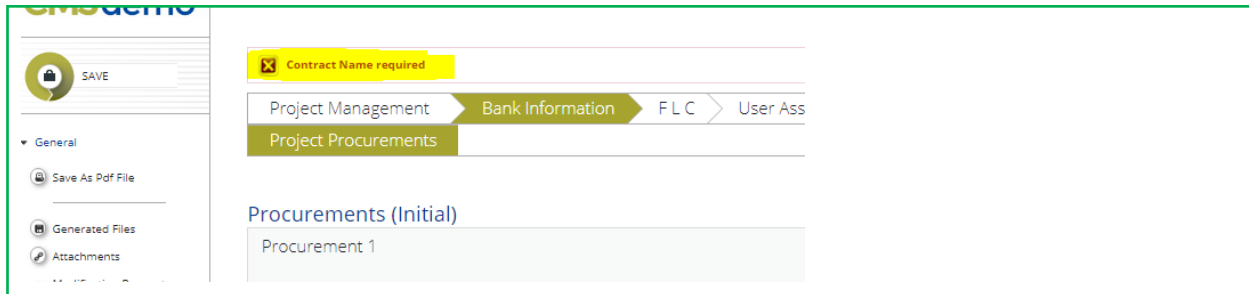 demo
SAVE
General
Save As Pdf File
Generated Files
Attachments
Contract Name required
Project Management
Bank Information
F L C
User Ass
Project Procurements
Procurements (Initial)
Procurement 1